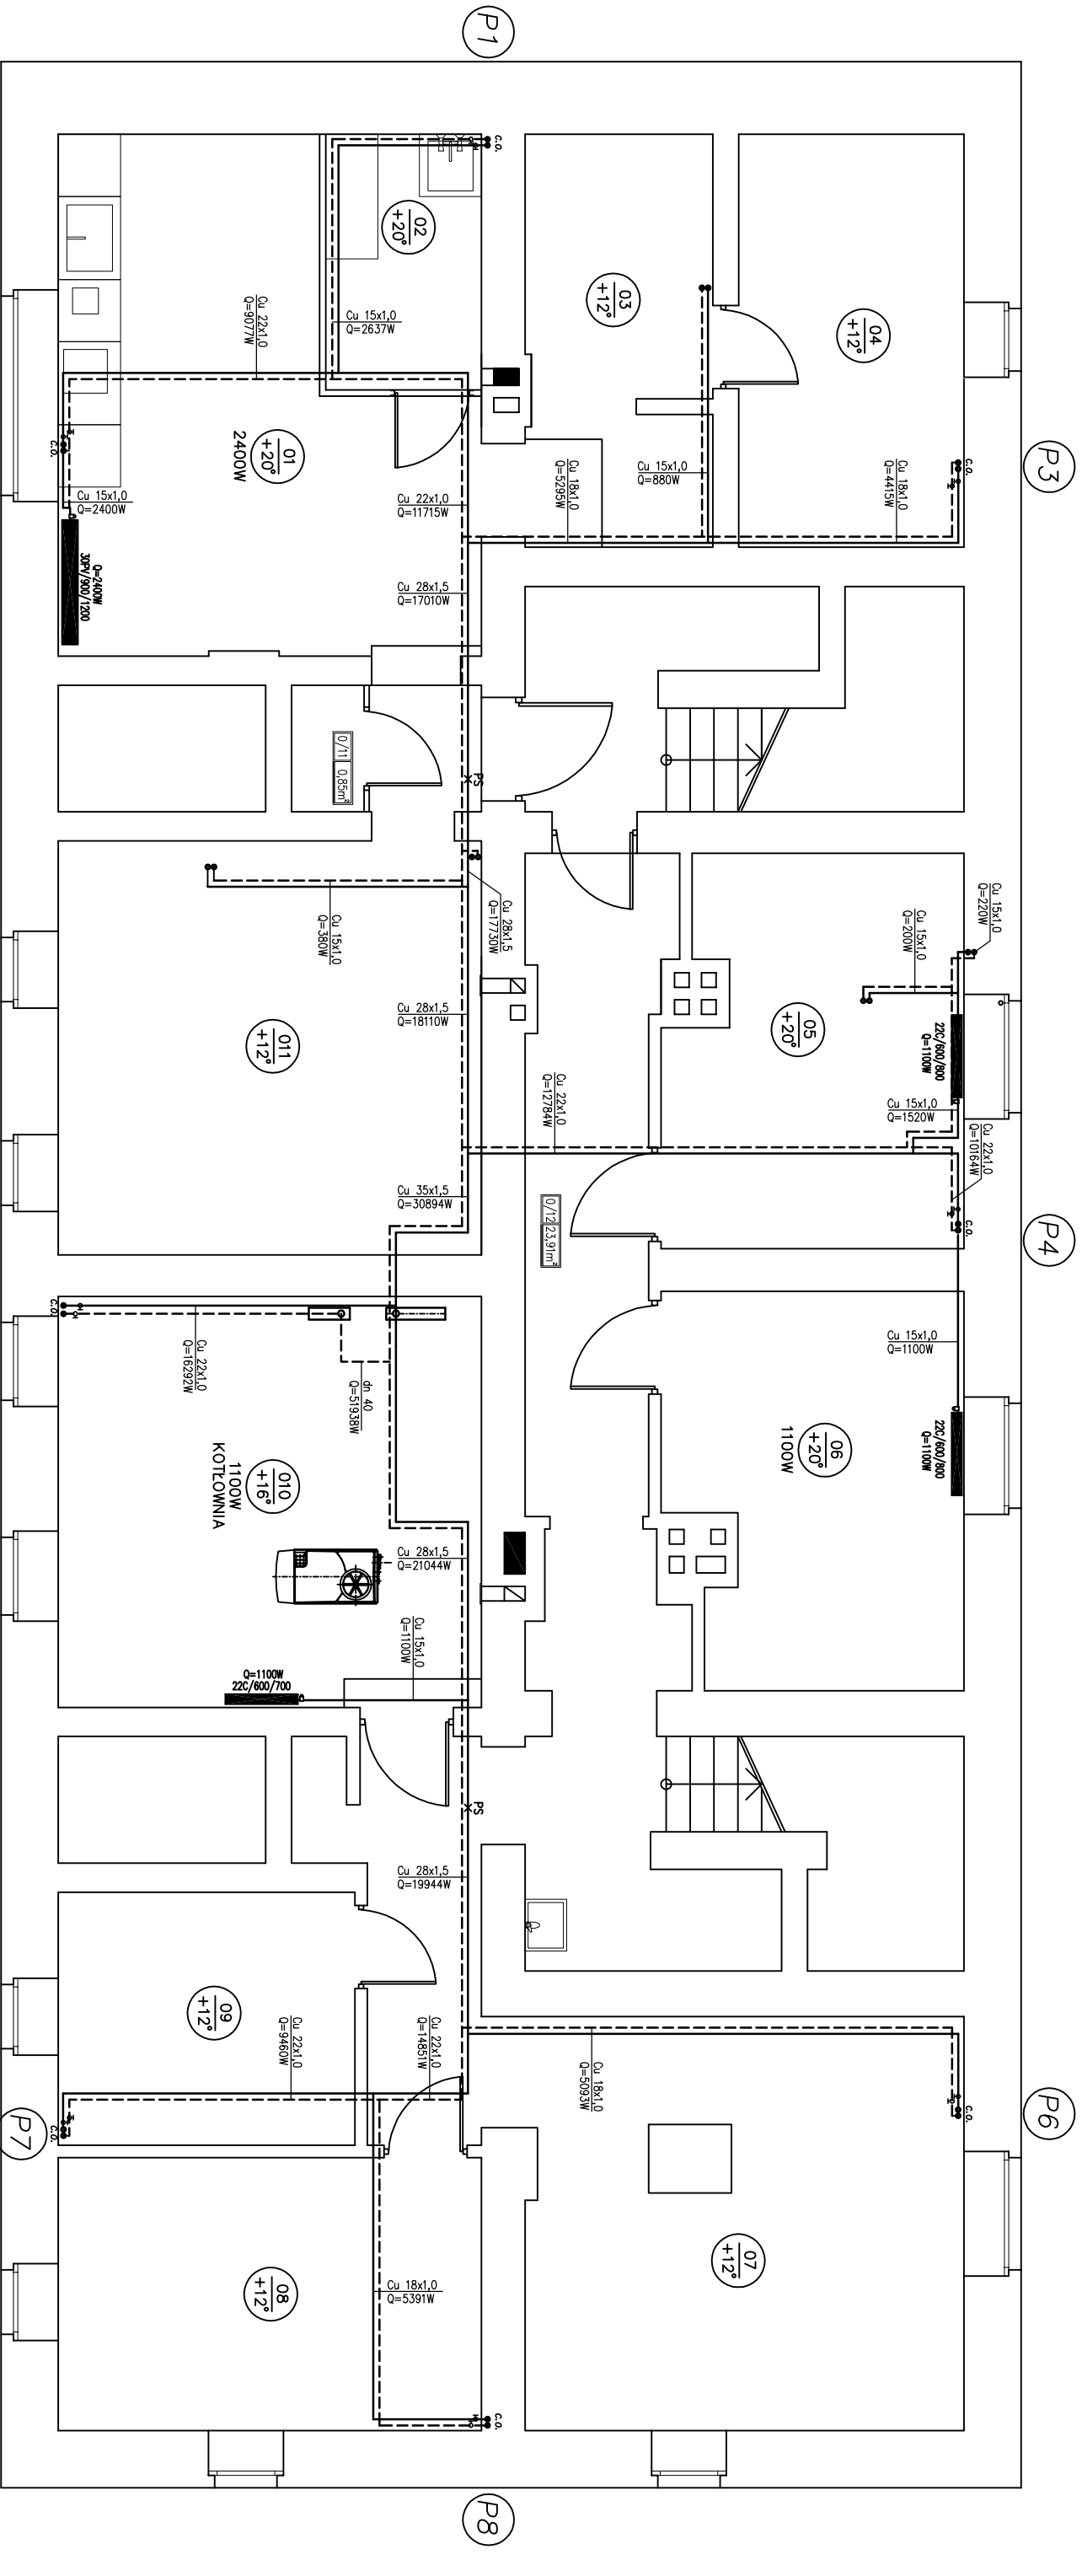 P1
P3
P4
P6
P7
P8
c.o.
02
+20°
03
+12°
04
+12°
Cu 15x1,0
Q=2637W
Cu 22x1,0
Q=9077W
01
+20°
2400W
c.o.
Cu 15x1,0
Q=2400W
Q=2400W
30PV/900/1200
Cu 22x1,0
Q=11715W
Cu 28x1,5
Q=17010W
Cu 18x1,0
Q=5295W
Cu 15x1,0
Q=880W
Cu 18x1,0
Q=4415W
c.o.
0/11 0,85m²
PS
Cu 28x1,5
Q=17730W
Cu 15x1,0
Q=380W
011
+12°
Cu 28x1,5
Q=18110W
Cu 35x1,5
Q=30894W
Cu 22x1,0
Q=12784W
0/12 23,91m²
Cu 15x1,0
Q=220W
Cu 15x1,0
Q=200W
05
+20°
22C/600/800
Q=1100W
Cu 15x1,0
Q=1520W
Cu 22x1,0
Q=10164W
c.o.
Cu 15x1,0
Q=1100W
22C/600/800
Q=1100W
06
+20°
1100W
c.o.
Cu 22x1,0
Q=16292W
dn 40
Q=51938W
010
+16°
1100W
KOTŁOWNIA
Cu 28x1,5
Q=21044W
Cu 15x1,0
Q=1100W
Q=1100W
22C/600/700
PS
Cu 28x1,5
Q=19944W
09
+12°
Cu 22x1,0
Q=9460W
Cu 22x1,0
Q=14851W
c.o.
Cu 18x1,0
Q=5093W
c.o.
07
+12°
08
+12°
Cu 18x1,0
Q=5391W
c.o.